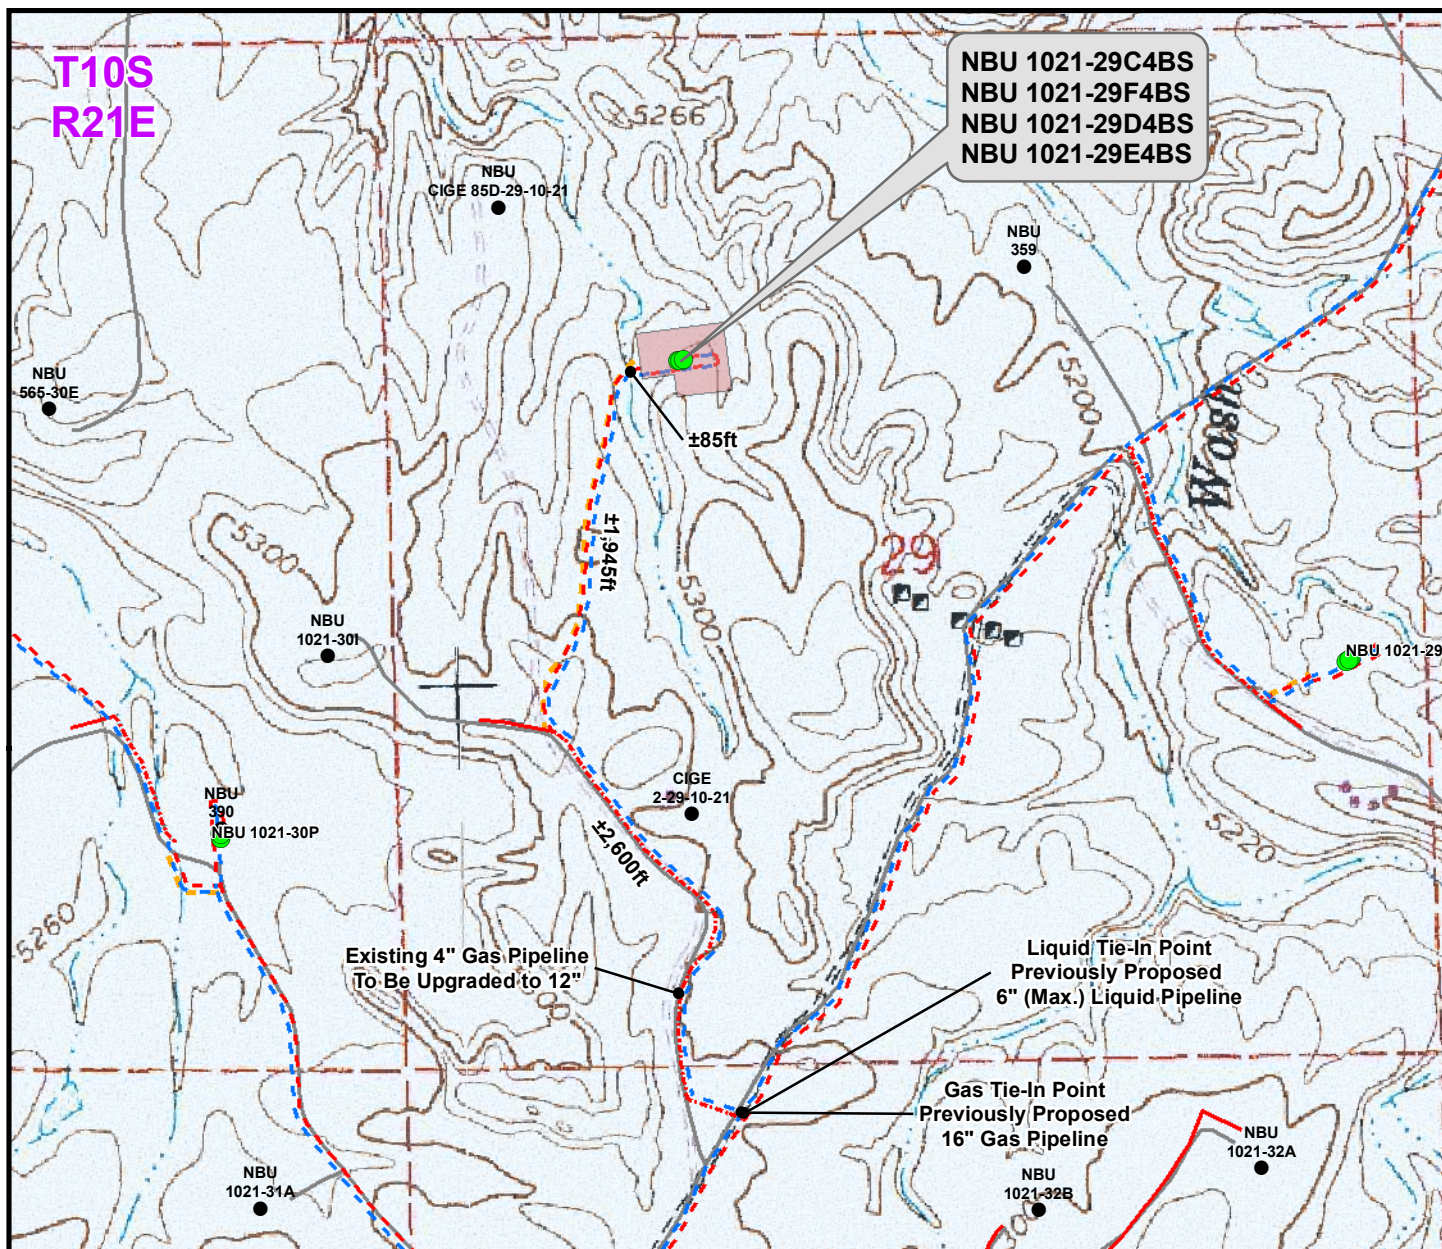 T10S
R21E
NBU 1021-29C4BS
NBU 1021-29F4BS
NBU 1021-29D4BS
NBU 1021-29E4BS
5266
NBU
CIGE 85D-29-10-21
NBU
359
NBU
565-30E
5200
Wagh
±85ft
±1,945ft
5300
29
5300
NBU
1021-30I
NBU 1021-29
CIGE
2-29-10-21
NBU
390
NBU 1021-30P
±2,600ft
5220
5260
Existing 4" Gas Pipeline
To Be Upgraded to 12"
Liquid Tie-In Point
Previously Proposed
6" (Max.) Liquid Pipeline
Gas Tie-In Point
Previously Proposed
16" Gas Pipeline
NBU
1021-32A
NBU
1021-31A
NBU
1021-32B